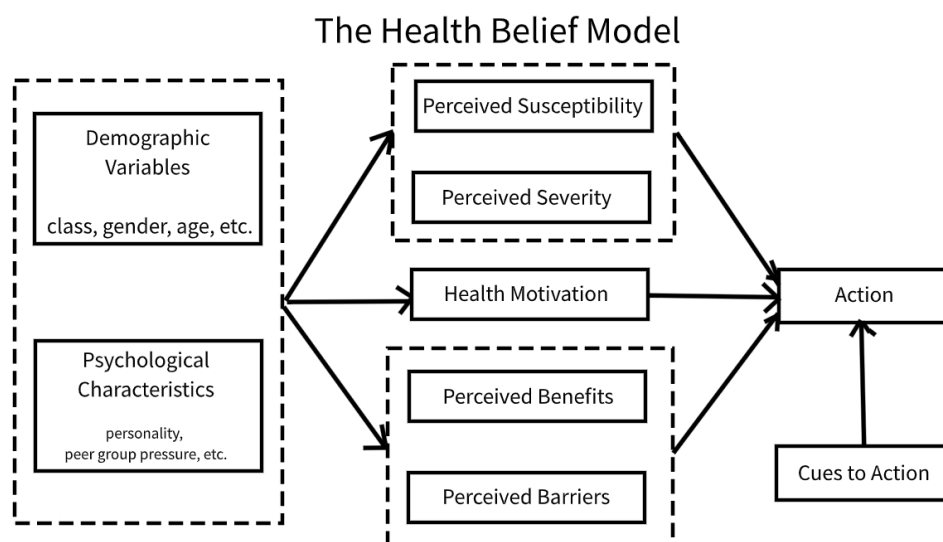 The Health Belief Model
Demographic
Variables
class, gender, age, etc.
Psychological
Characteristics
personality,
peer group pressure, etc.
Perceived Susceptibility
Perceived Severity
Health Motivation
Perceived Benefits
Perceived Barriers
Action
Cues to Action